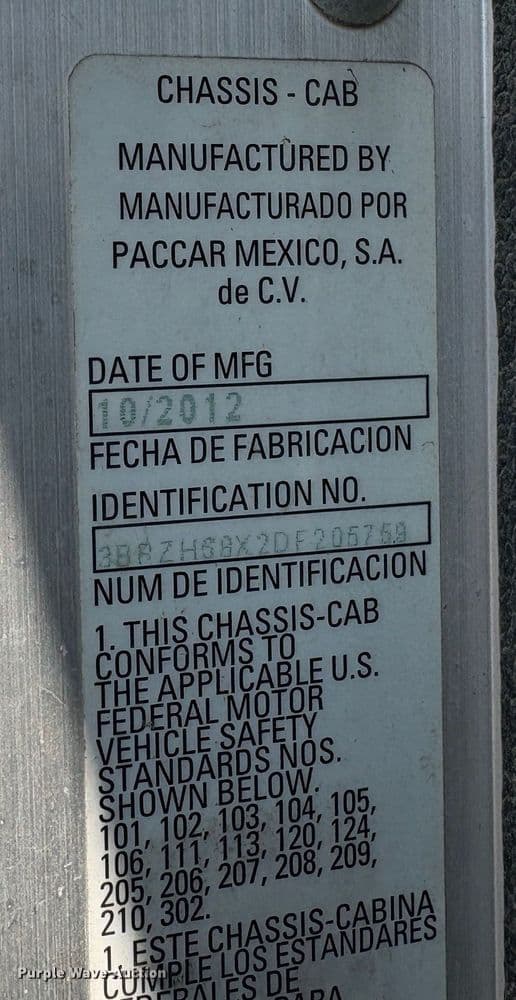 CHASSIS - CAB
MANUFACTURED BY
MANUFACTURADO POR
PACCAR MEXICO, S.A.
de C.V.
DATE OF MFG
10/2012
FECHA DE FABRICACION
IDENTIFICATION NO.
NUM DE IDENTIFICACION
1. THIS CHASSIS-CAB
CONFORMS TO
THE APPLICABLE U.S.
FEDERAL MOTOR
VEHICLE SAFETY
STANDARDS NOS.
SHOWN BELOW.
101, 102, 103, 104, 105,
106, 111, 113, 120, 124,
205, 206, 207, 208, 209,
210, 302.
1. ESTE CHASSIS-CABINA
CUMPLE LOS ESTANDARES
FEDERALES DE
Purple Wave Auction